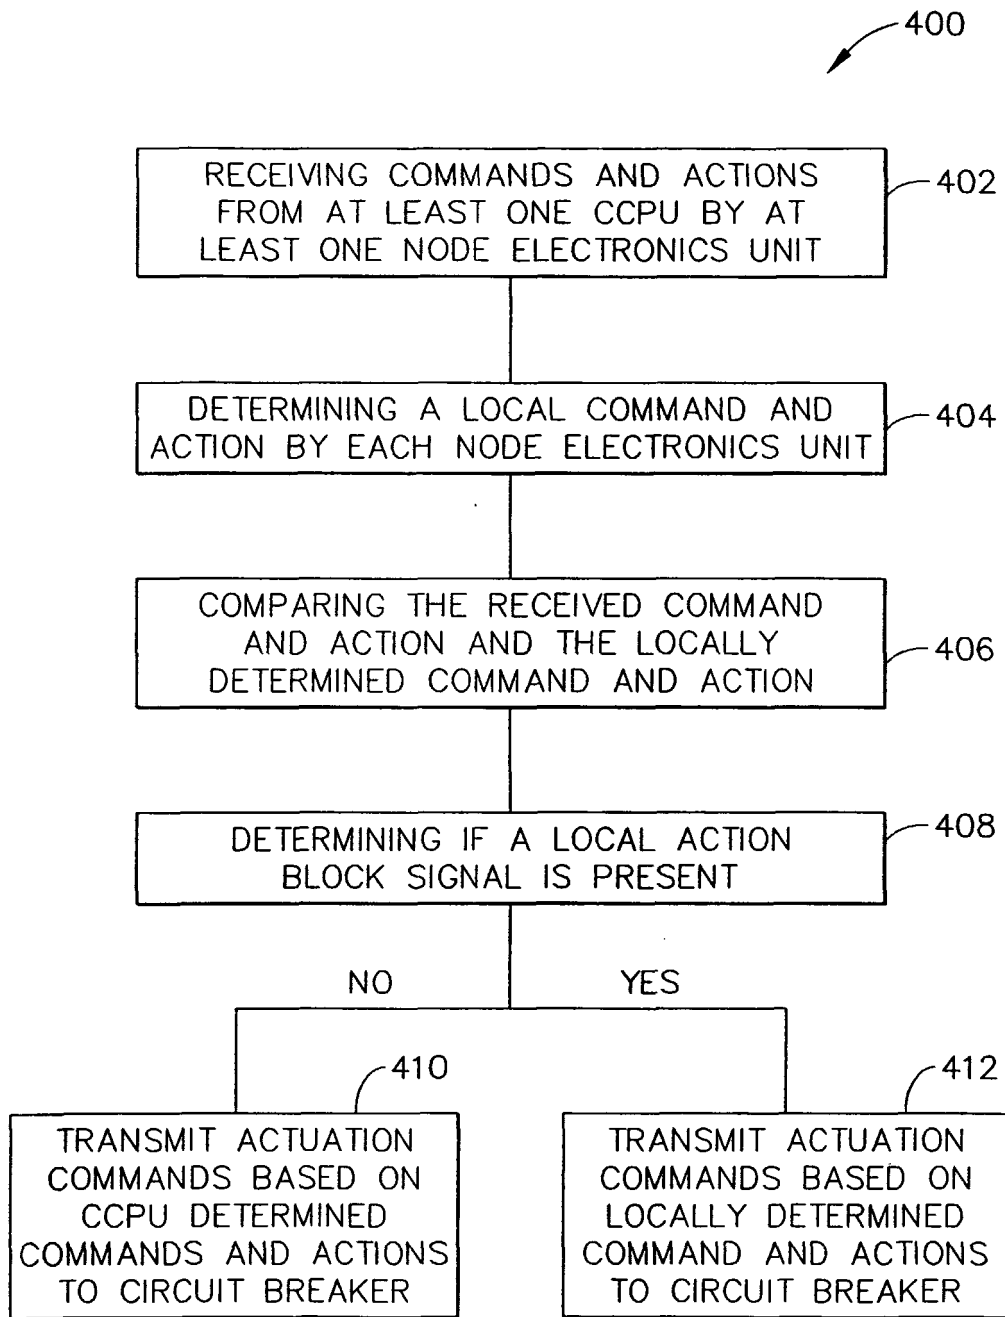 400
RECEIVING COMMANDS AND ACTIONS
FROM AT LEAST ONE CCPU BY AT
LEAST ONE NODE ELECTRONICS UNIT
402
DETERMINING A LOCAL COMMAND AND
ACTION BY EACH NODE ELECTRONICS UNIT
404
COMPARING THE RECEIVED COMMAND
AND ACTION AND THE LOCALLY
DETERMINED COMMAND AND ACTION
406
DETERMINING IF A LOCAL ACTION
BLOCK SIGNAL IS PRESENT
408
NO
YES
410
TRANSMIT ACTUATION
COMMANDS BASED ON
CCPU DETERMINED
COMMANDS AND ACTIONS
TO CIRCUIT BREAKER
412
TRANSMIT ACTUATION
COMMANDS BASED ON
LOCALLY DETERMINED
COMMAND AND ACTIONS
TO CIRCUIT BREAKER